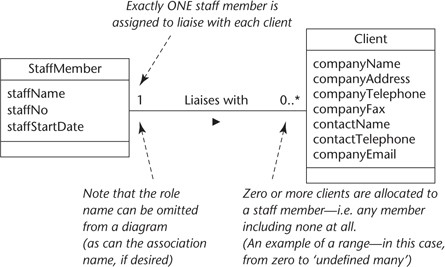 Exactly ONE staff member is
assigned to liaise with each client
StaffMember
staffName
staffNo
staffStartDate
1
Liaises with
0..*
Client
companyName
companyAddress
companyTelephone
companyFax
contactName
contactTelephone
companyEmail
Note that the role
name can be omitted
from a diagram
(as can the association
name, if desired)
Zero or more clients are allocated to
a staff member—i.e. any member
including none at all.
(An example of a range—in this case,
from zero to ‘undefined many’)